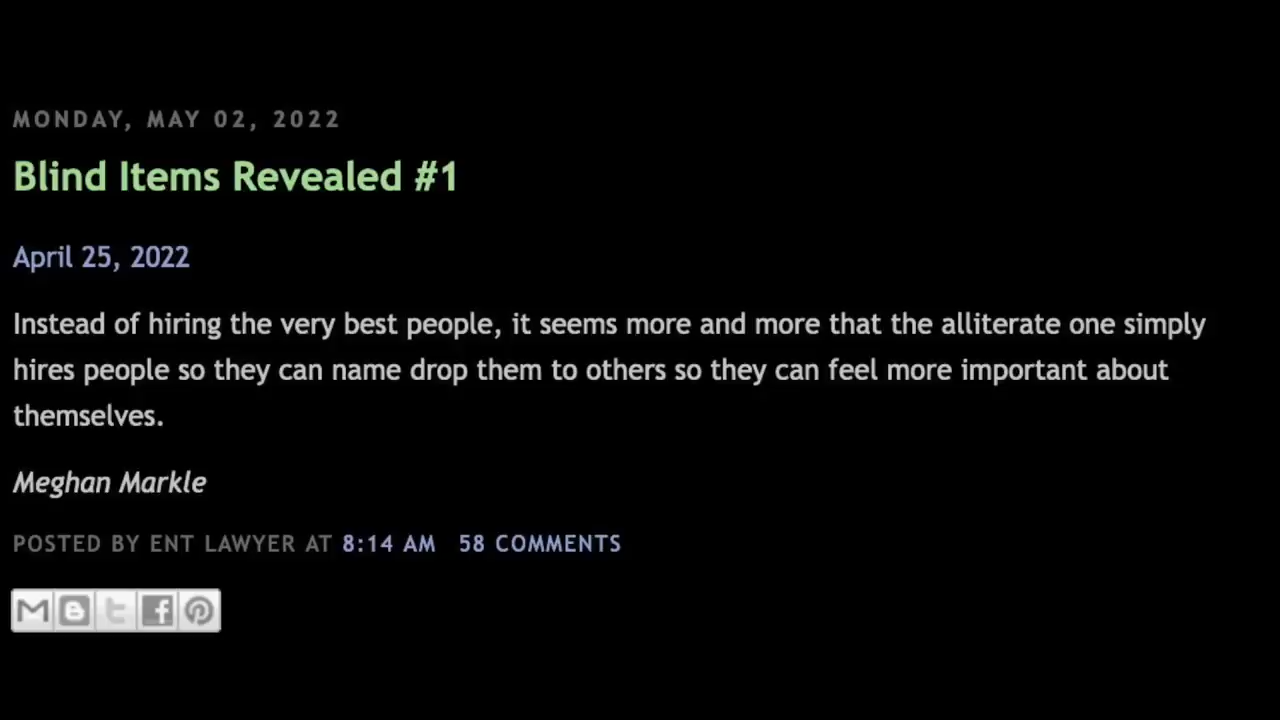 MONDAY, MAY 02, 2022
Blind Items Revealed #1
April 25, 2022
Instead of hiring the very best people, it seems more and more that the alliterate one simply
hires people so they can name drop them to others so they can feel more important about
themselves.
Meghan Markle
POSTED BY ENT LAWYER AT 8:14 AM 58 COMMENTS